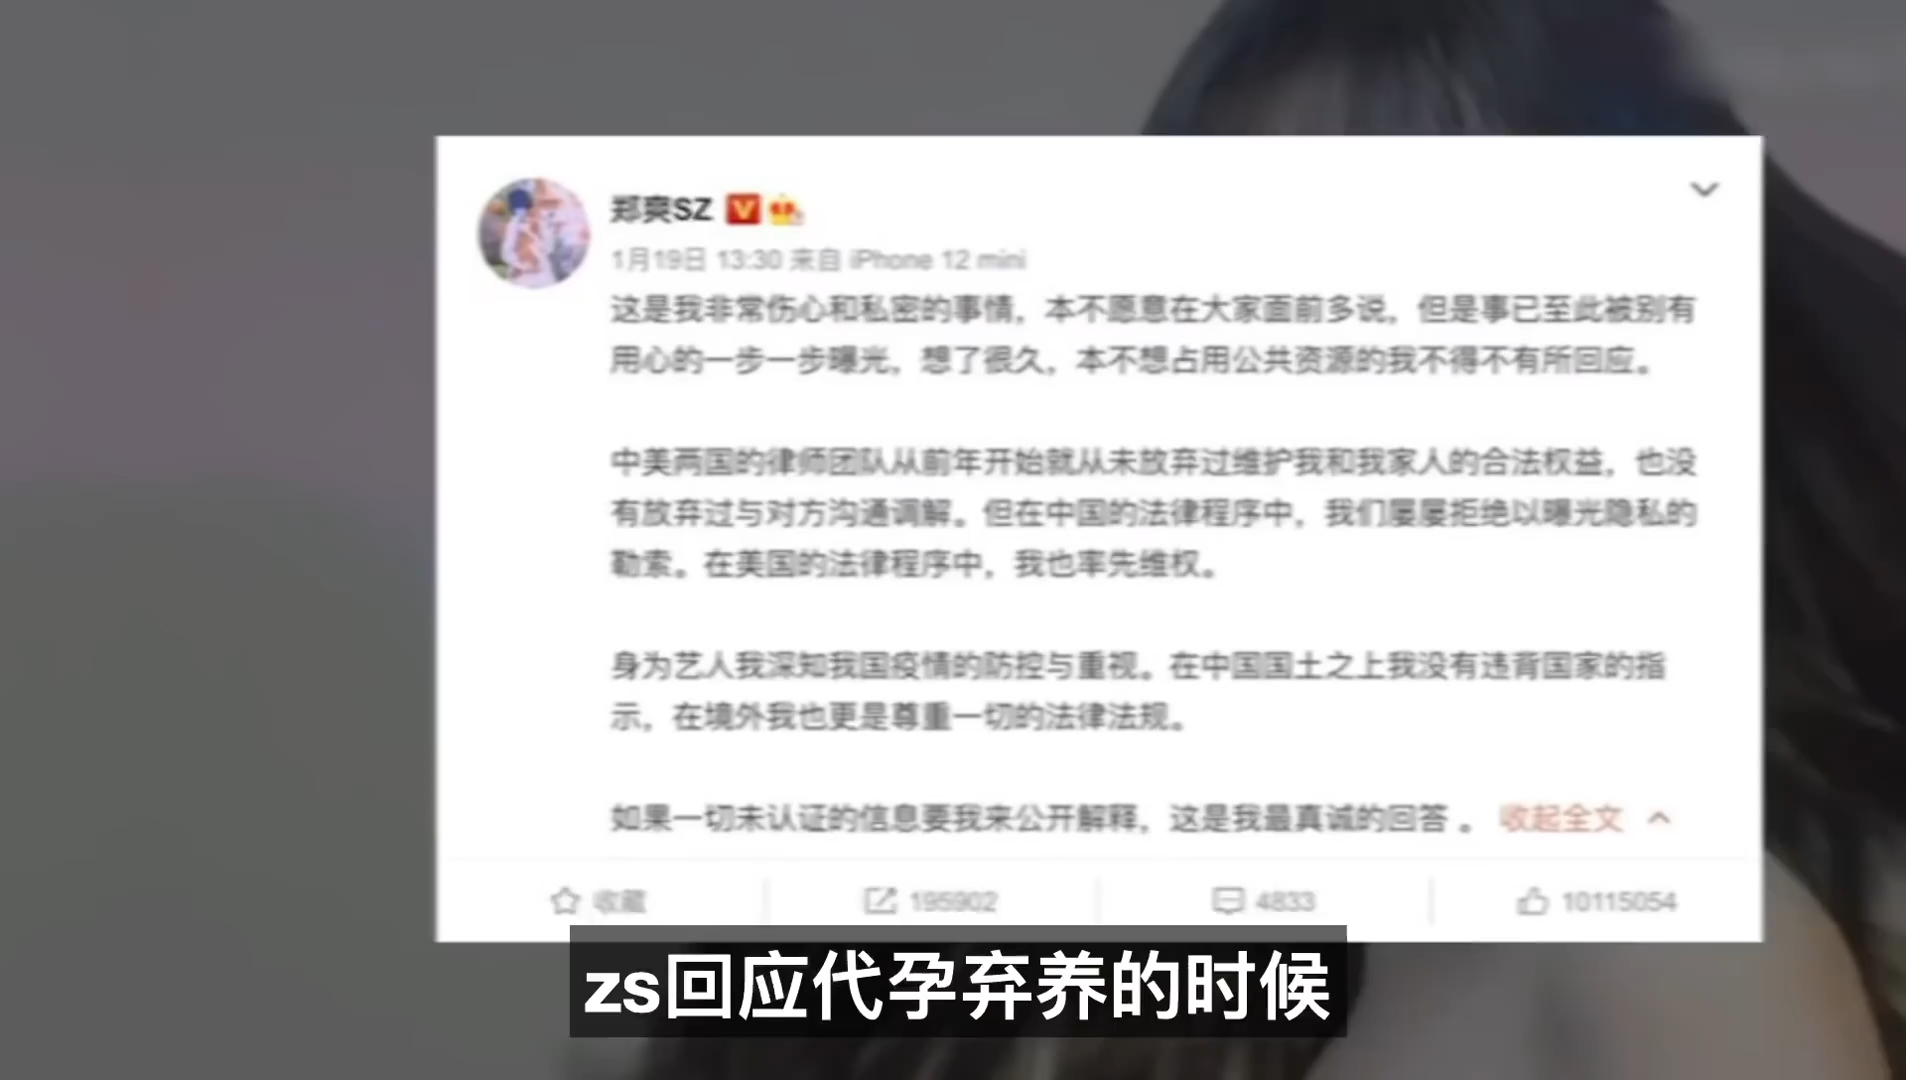 郑爽SZ
1月19日 13:30 来自 iPhone 12 mini
这是我非常伤心和私密的事情，本不愿意在大家面前多说，但是事已至此被别有
用心的一步一步曝光，想了很久，本不想占用公共资源的我不得不有所回应。
中美两国的律师团队从前年开始就从未放弃过维护我和我家人的合法权益，也没
有放弃过与对方沟通调解。但在中国的法律程序中，我们屡屡拒绝以曝光隐私的
勒索。在美国的法律程序中，我也率先维权。
身为艺人我深知我国疫情的防控与重视。在中国国土之上我没有违背国家的指
示，在境外我也更是尊重一切的法律法规。
如果一切未认证的信息要我来公开解释，这是我最真诚的回答 。 收起全文
收藏 195902 4833 10115054
zs回应代孕弃养的时候